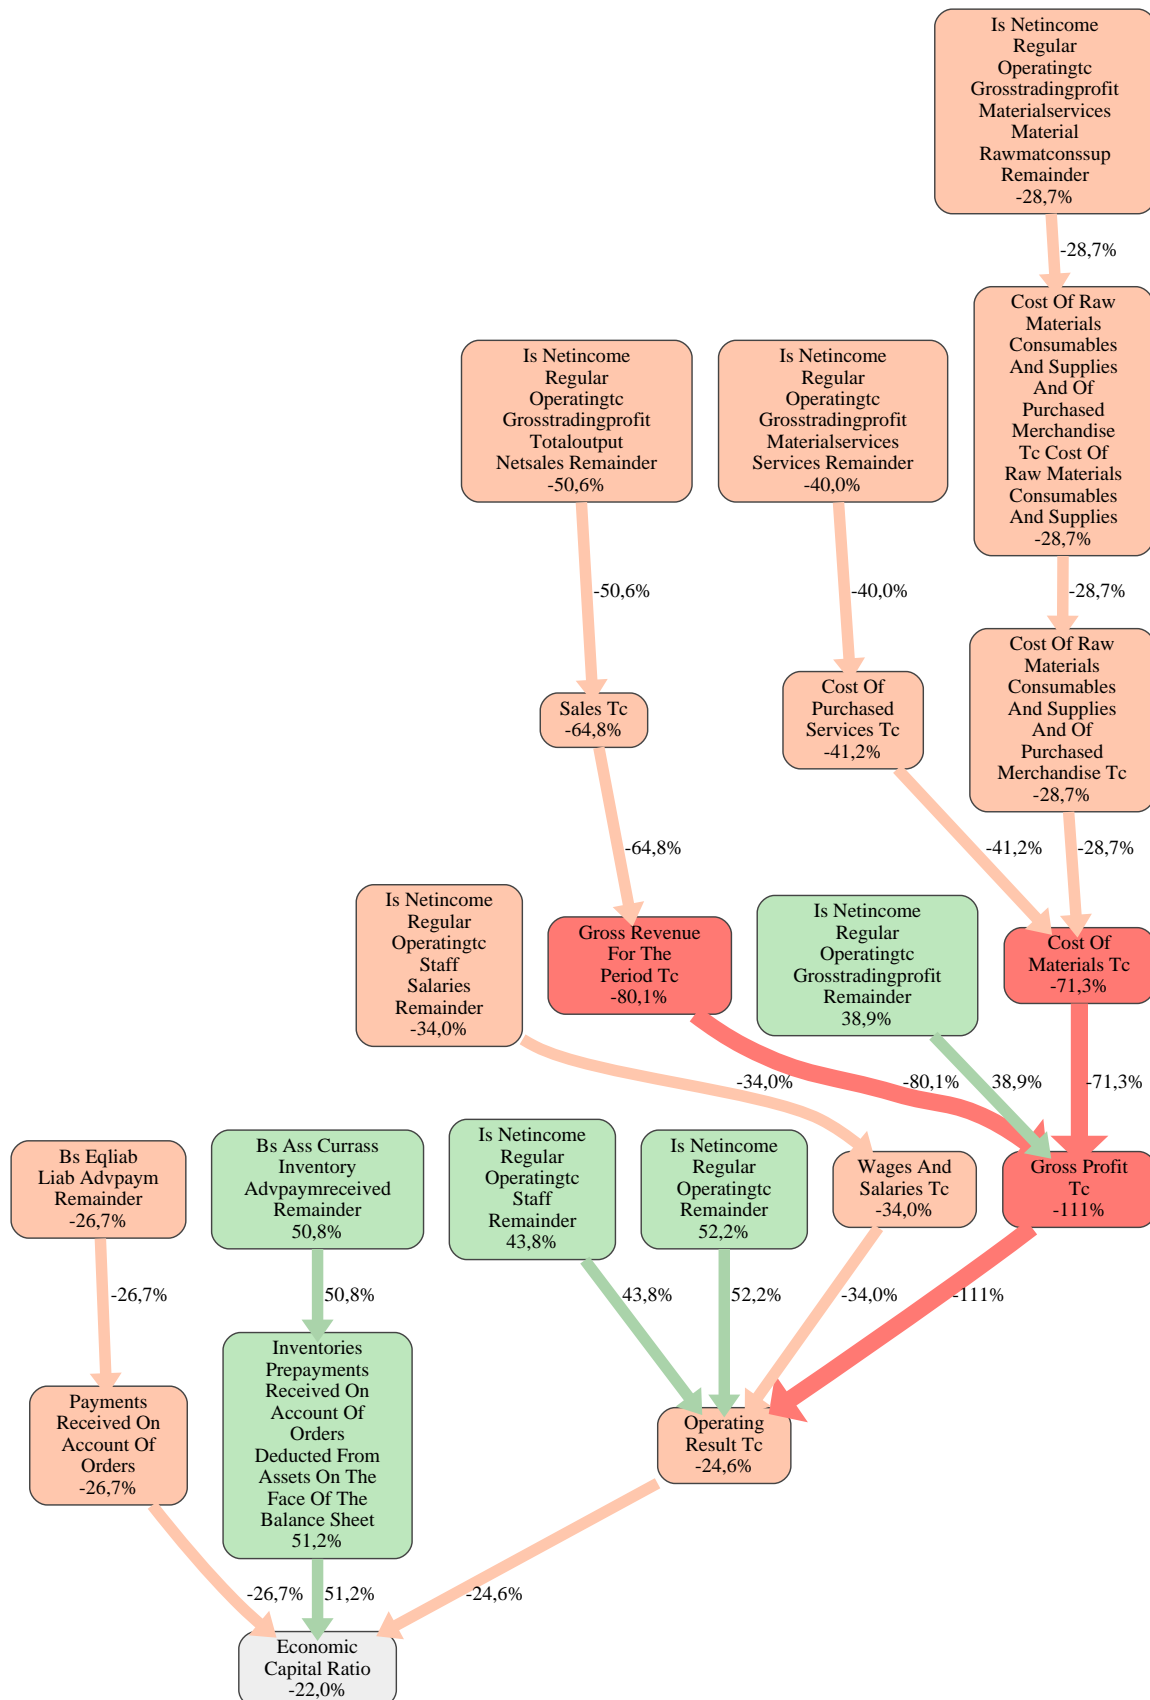 Is Netincome
Regular
Operatingtc
Grosstradingprofit
Materialservices
Material
Rawmatconssup
Remainder
-28,7%
-28,7%
Cost Of Raw
Materials
Consumables
And Supplies
And Of
Purchased
Merchandise
Tc Cost Of
Raw Materials
Consumables
And Supplies
-28,7%
Is Netincome
Regular
Operatingtc
Grosstradingprofit
Totaloutput
Netsales Remainder
-50,6%
Is Netincome
Regular
Operatingtc
Grosstradingprofit
Materialservices
Services Remainder
-40,0%
-50,6%
-40,0%
-28,7%
Sales Tc
-64,8%
Cost Of
Purchased
Services Tc
-41,2%
Cost Of Raw
Materials
Consumables
And Supplies
And Of
Purchased
Merchandise Tc
-28,7%
-64,8%
-41,2%
-28,7%
Is Netincome
Regular
Operatingtc
Staff
Salaries
Remainder
-34,0%
Gross Revenue
For The
Period Tc
-80,1%
Is Netincome
Regular
Operatingtc
Grosstradingprofit
Remainder
38,9%
Cost Of
Materials Tc
-71,3%
-34,0%
-80,1%
38,9%
-71,3%
Bs Eqliab
Liab Advpaym
Remainder
-26,7%
Bs Ass Currass
Inventory
Advpaymreceived
Remainder
50,8%
Is Netincome
Regular
Operatingtc
Staff
Remainder
43,8%
Is Netincome
Regular
Operatingtc
Remainder
52,2%
Wages And
Salaries Tc
-34,0%
Gross Profit
Tc
-111%
-26,7%
50,8%
43,8%
52,2%
-34,0%
-111%
Payments
Received On
Account Of
Orders
-26,7%
Inventories
Prepayments
Received On
Account Of
Orders
Deducted From
Assets On The
Face Of The
Balance Sheet
51,2%
Operating
Result Tc
-24,6%
-26,7%
51,2%
-24,6%
Economic
Capital Ratio
-22,0%